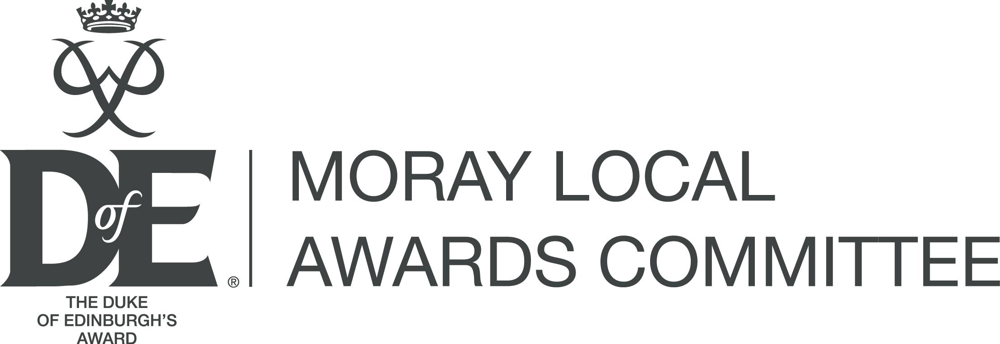 DofE®
THE DUKE
OF EDINBURGH'S
AWARD
MORAY LOCAL
AWARDS COMMITTEE